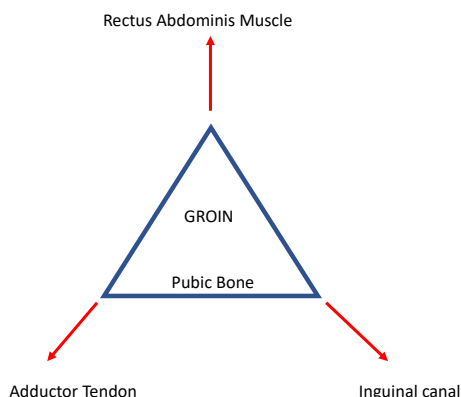 Rectus Abdominis Muscle
GROIN
Pubic Bone
Adductor Tendon
Inguinal canal